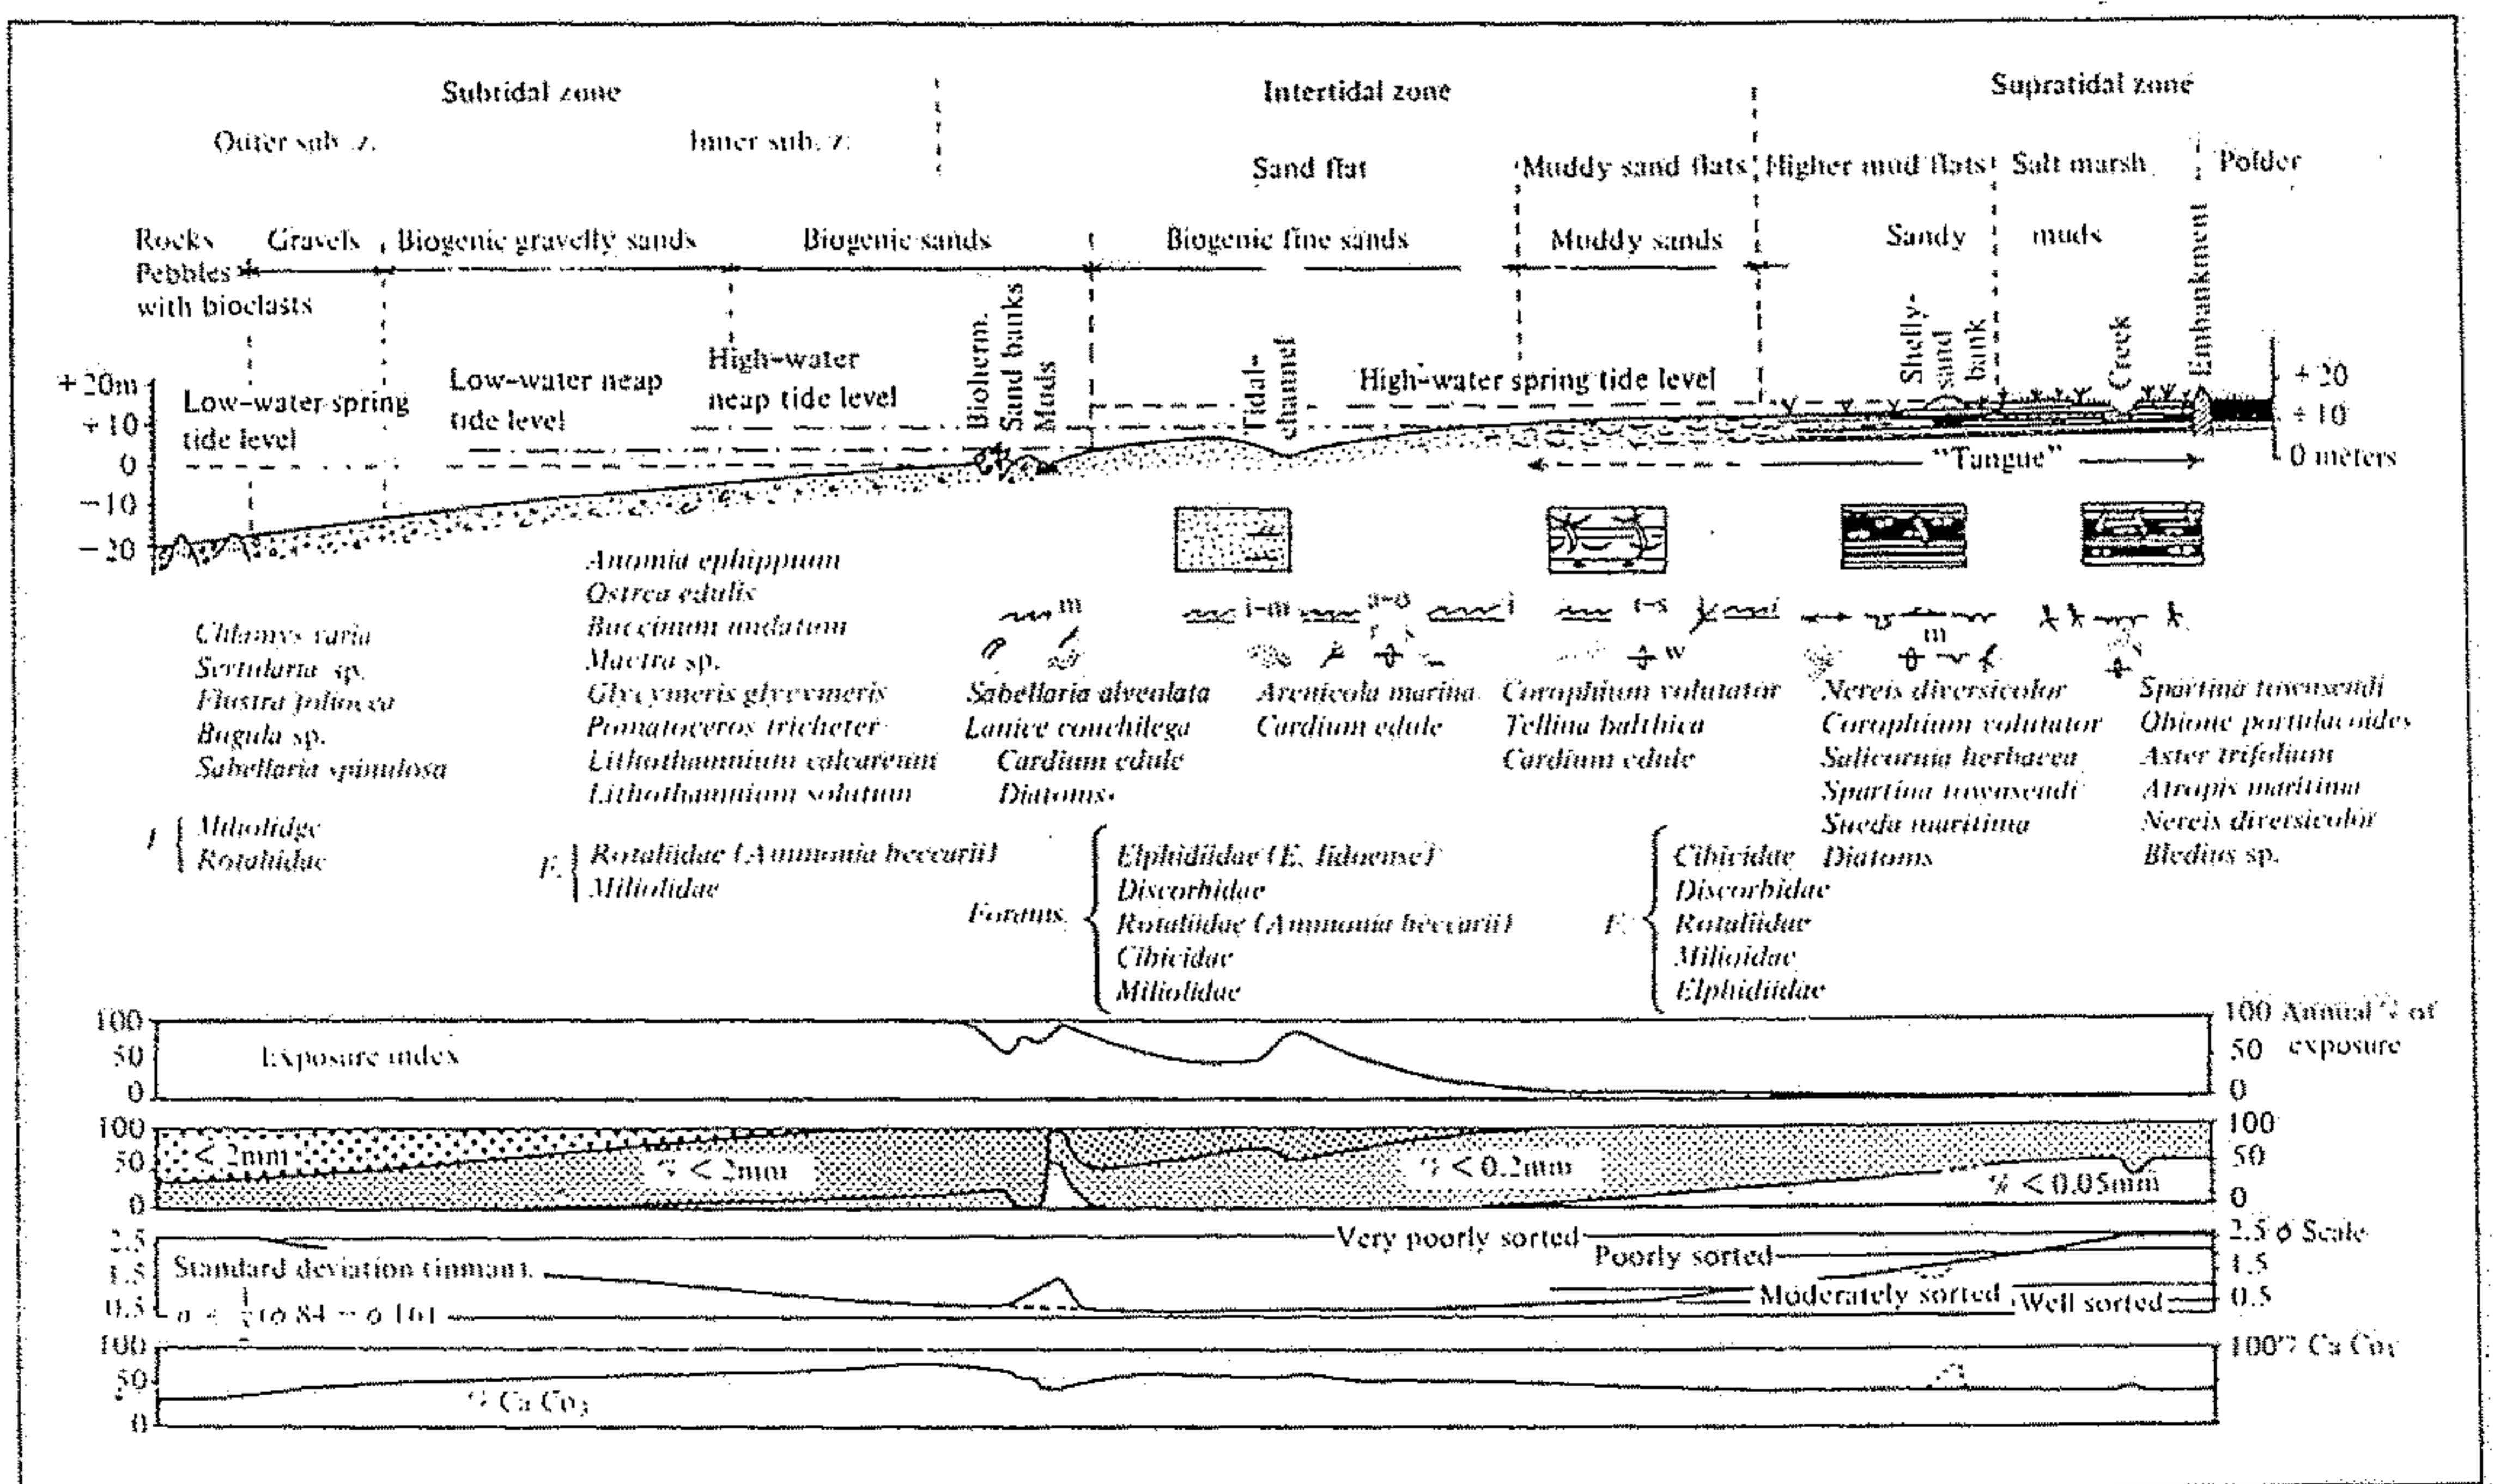 Subtidal zone
Intertidal zone
Supratidal zone
Outer sub. z.
Inner sub. z.
Sand flat
Muddy sand flats
Higher mud flats
Salt marsh
Polder
Rocks
Pebbles
with bioclasts
Gravels
Biogenic gravelly sands
Biogenic sands
Biogenic fine sands
Muddy sands
Sandy muds
Bioherm.
Sand banks
Muds
Tidal-
channel
Shelly-
sand
bank
Creek
Embankment
+20m
+10
0
-10
-20
Low-water spring
tide level
Low-water neap
tide level
High-water
neap tide level
High-water spring tide level
+20
+10
0 meters
"Tangue"
m
i-m
i
r-s
w
m
Chlamys varia
Sertularia sp.
Flustra foliacea
Bugula sp.
Sabellaria spinulosa
Miliolidae
Rotaliidae
Anomia ephippum
Ostrea edulis
Buccinum undatum
Mactra sp.
Glycymeris glycymeris
Pomatoceros tricheter
Lithothamnium calcareum
Lithothamnium solutum
F.
Rotaliidae (Ammonia beccarii)
Miliolidae
Sabellaria alveolata
Lanice conchilega
Cardium edule
Diatoms
Arenicola marina
Cardium edule
Corophium volutator
Tellina balthica
Cardium edule
Nereis diversicolor
Corophium volutator
Salicornia herbacea
Spartina townsendi
Sueda maritima
Diatoms
Spartina townsendi
Obione portulacoides
Aster trifolium
Atropis maritima
Nereis diversicolor
Bledius sp.
Forams.
Elphidiidae (E. lidoense)
Discorbidae
Rotaliidae (Ammonia beccarii)
Cibicidae
Miliolidae
F.
Cibicidae
Discorbidae
Rotaliidae
Milioidae
Elphidiidae
100
50
0
Exposure index
100 Annual % of
50 exposure
0
100
50
0
< 2mm
% < 2mm
% < 0.2mm
% < 0.05mm
100
50
0
2.5
1.5
0.5
Standard deviation (inmant.
Very poorly sorted
Poorly sorted
Moderately sorted
Well sorted
2.5 φ Scale
1.5
0.5
100
50
0
% Ca Co3
100% Ca Co3